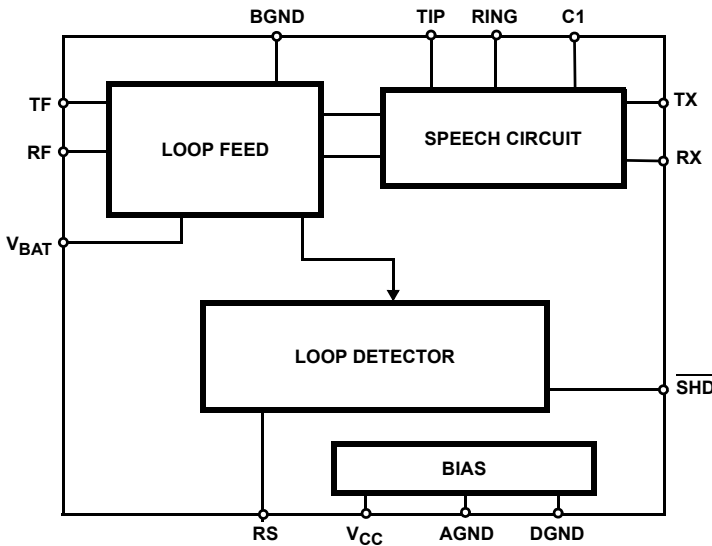 BGND TIP RING C1
TF TX
LOOP FEED SPEECH CIRCUIT
RF RX
VBAT
LOOP DETECTOR
SHD
BIAS
RS VCC AGND DGND